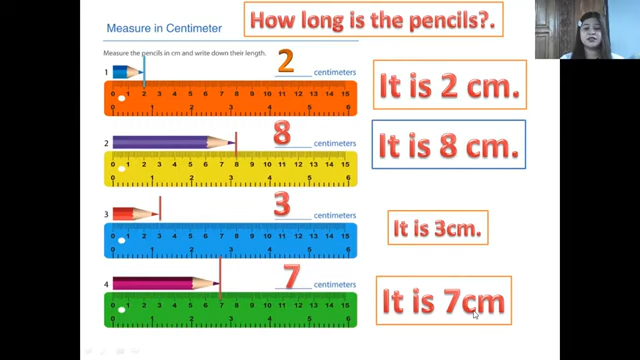 How long is the pencils?.
Measure in Centimeter
Measure the pencils in cm and write down their length.
1
2
centimeters
It is 2 cm.
0 1 2 3 4 5 6 7 8 9 10 11 12 13 14 15
0 1 2 3 4 5 6
2
8
centimeters
It is 8 cm.
0 1 2 3 4 5 6 7 8 9 10 11 12 13 14 15
0 1 2 3 4 5 6
3
3
centimeters
It is 3cm.
0 1 2 3 4 5 6 7 8 9 10 11 12 13 14 15
0 1 2 3 4 5 6
4
7
centimeters
It is 7cm
0 1 2 3 4 5 6 7 8 9 10 11 12 13 14 15
0 1 2 3 4 5 6